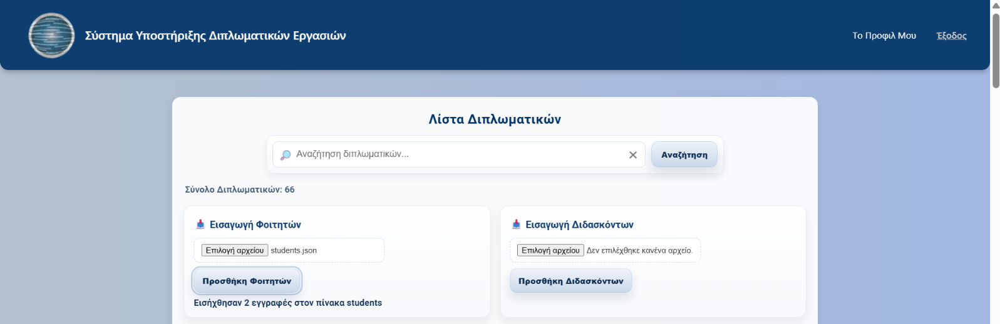 Σύστημα Υποστήριξης Διπλωματικών Εργασιών
Το Προφιλ Μου
Έξοδος
Λίστα Διπλωματικών
Αναζήτηση διπλωματικών...
Αναζήτηση
Σύνολο Διπλωματικών: 66
Εισαγωγή Φοιτητών
Επιλογή αρχείου students.json
Προσθήκη Φοιτητών
Εισήχθησαν 2 εγγραφές στον πίνακα students
Εισαγωγή Διδασκόντων
Επιλογή αρχείου Δεν επιλέχθηκε κανένα αρχείο.
Προσθήκη Διδασκόντων